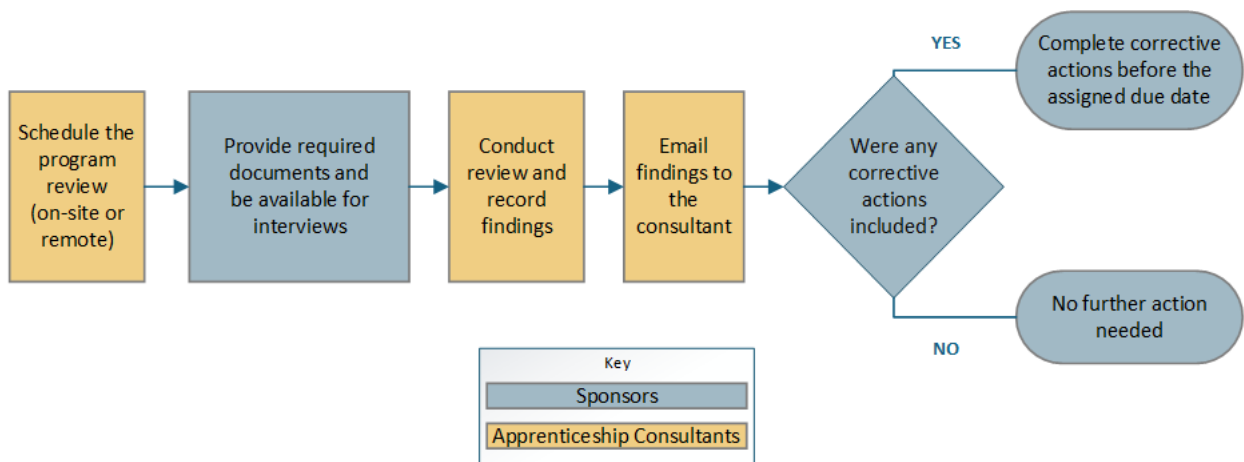 Schedule the
program
review
(on-site or
remote)
Provide required
documents and
be available for
interviews
Conduct
review and
record
findings
Email
findings to
the
consultant
Were any
corrective
actions
included?
YES
Complete corrective
actions before the
assigned due date
NO
No further action
needed
Key
Sponsors
Apprenticeship Consultants